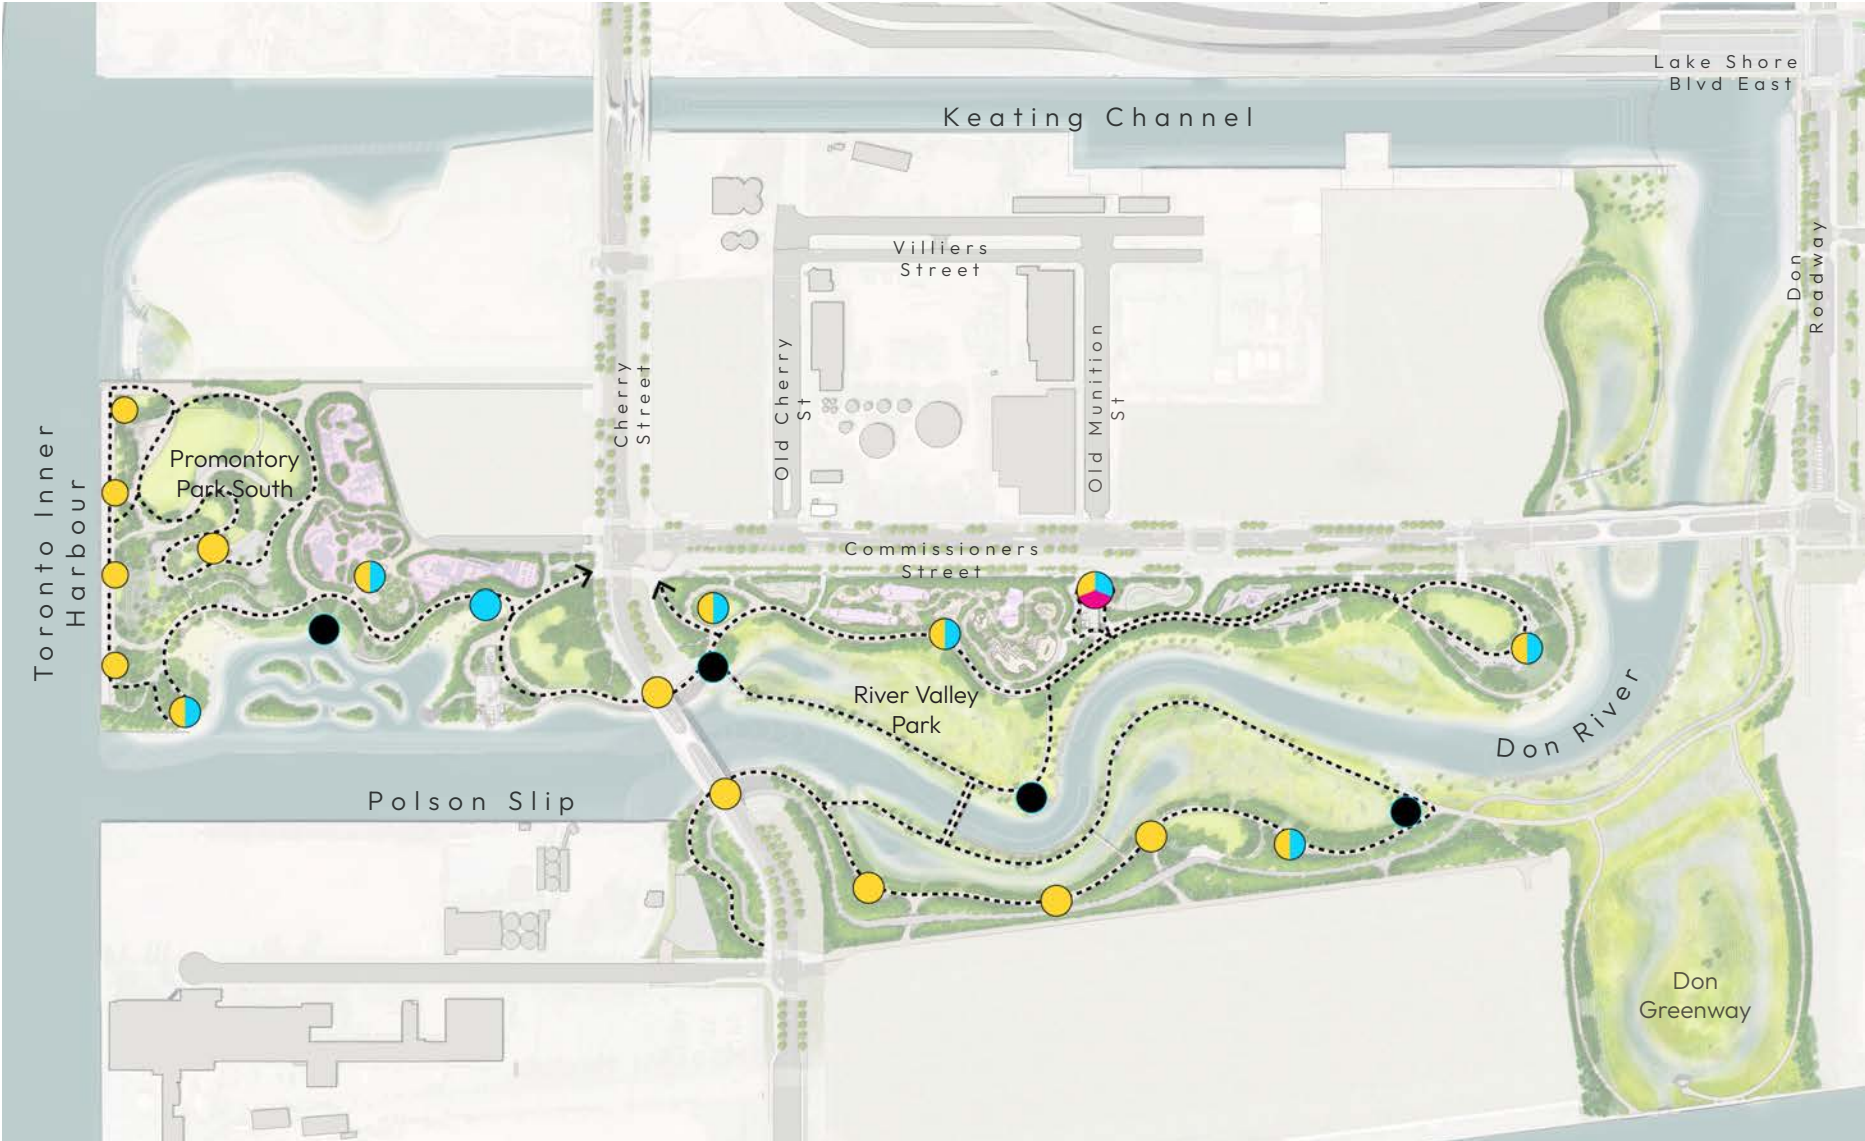 Lake Shore
Blvd East
Keating Channel
Villiers
Street
Don
Roadway
Cherry
Street
Old Cherry
St
Old Munition
St
Toronto Inner
Harbour
Promontory
Park South
Commissioners
Street
River Valley
Park
Don River
Polson Slip
Don
Greenway